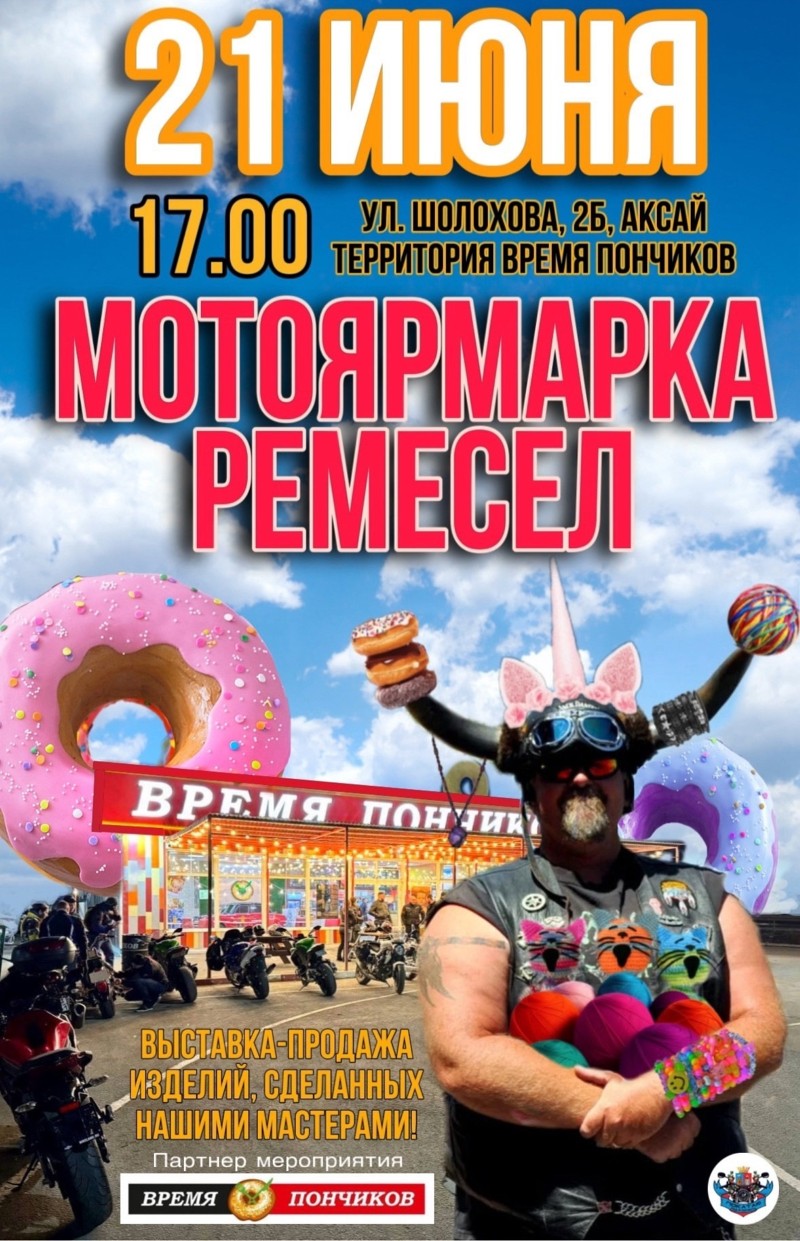 21 ИЮНЯ
17.00
УЛ. ШОЛОХОВА, 2Б, АКСАЙ
ТЕРРИТОРИЯ ВРЕМЯ ПОНЧИКОВ
МОТОЯРМАРКА
РЕМЕСЕЛ
ВРЕМЯ ПОНЧИКО
ВЫСТАВКА-ПРОДАЖА
ИЗДЕЛИЙ, СДЕЛАННЫХ
НАШИМИ МАСТЕРАМИ!
Партнер мероприятия
ВРЕМЯ ПОНЧИКОВ